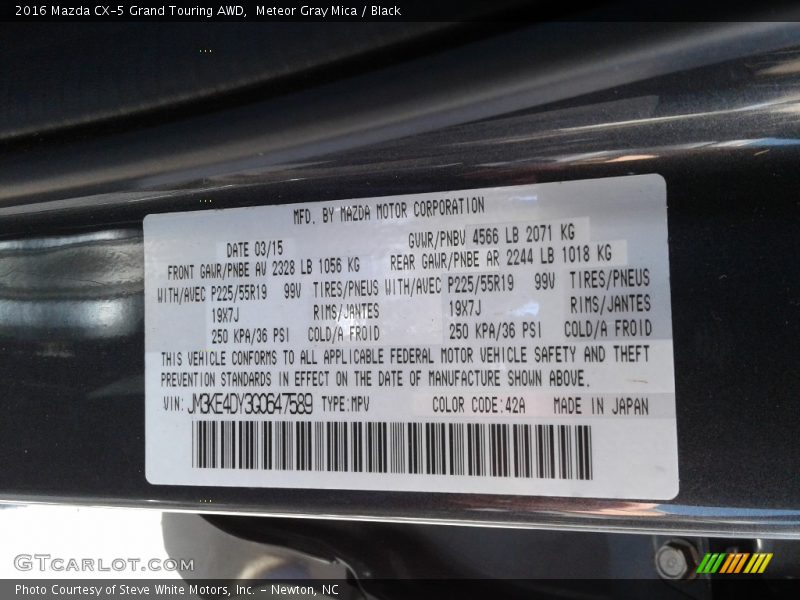 2016 Mazda CX-5 Grand Touring AWD,  Meteor Gray Mica / Black
MFD. BY MAZDA MOTOR CORPORATION
DATE 03/15 GVWR/PNBV 4566 LB 2071 KG
FRONT GAWR/PNBE AV 2328 LB 1056 KG REAR GAWR/PNBE AR 2244 LB 1018 KG
WITH/AVEC P225/55R19 99V TIRES/PNEUS WITH/AVEC P225/55R19 99V TIRES/PNEUS
19X7J RIMS/JANTES 19X7J RIMS/JANTES
250 KPA/36 PSI COLD/A FROID 250 KPA/36 PSI COLD/A FROID
THIS VEHICLE CONFORMS TO ALL APPLICABLE FEDERAL MOTOR VEHICLE SAFETY AND THEFT
PREVENTION STANDARDS IN EFFECT ON THE DATE OF MANUFACTURE SHOWN ABOVE.
VIN: JM3KE4DY3G0647589 TYPE:MPV COLOR CODE:42A MADE IN JAPAN
GTCARLOT.COM
Photo Courtesy of Steve White Motors, Inc. - Newton, NC